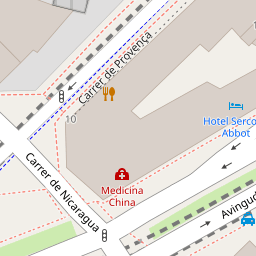 Carrer de Provença
10
Hotel Serco
Abbot
Medicina
China
Carrer de Nicaragua
Avingud